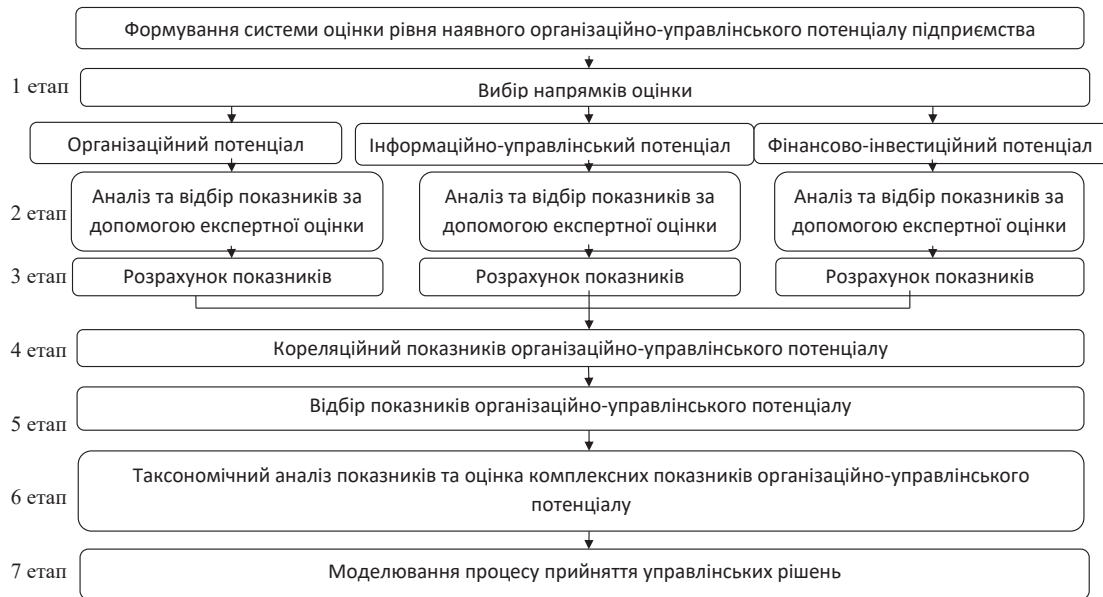 Формування системи оцінки рівня наявного організаційно-управлінського потенціалу підприємства
1 етап
Вибір напрямків оцінки
Організаційний потенціал
Інформаційно-управлінський потенціал
Фінансово-інвестиційний потенціал
2 етап
Аналіз та відбір показників за
допомогою експертної оцінки
Аналіз та відбір показників за
допомогою експертної оцінки
Аналіз та відбір показників за
допомогою експертної оцінки
3 етап
Розрахунок показників
Розрахунок показників
Розрахунок показників
4 етап
Кореляційний показників організаційно-управлінського потенціалу
5 етап
Відбір показників організаційно-управлінського потенціалу
6 етап
Таксономічний аналіз показників та оцінка комплексних показників організаційно-управлінського
потенціалу
7 етап
Моделювання процесу прийняття управлінських рішень